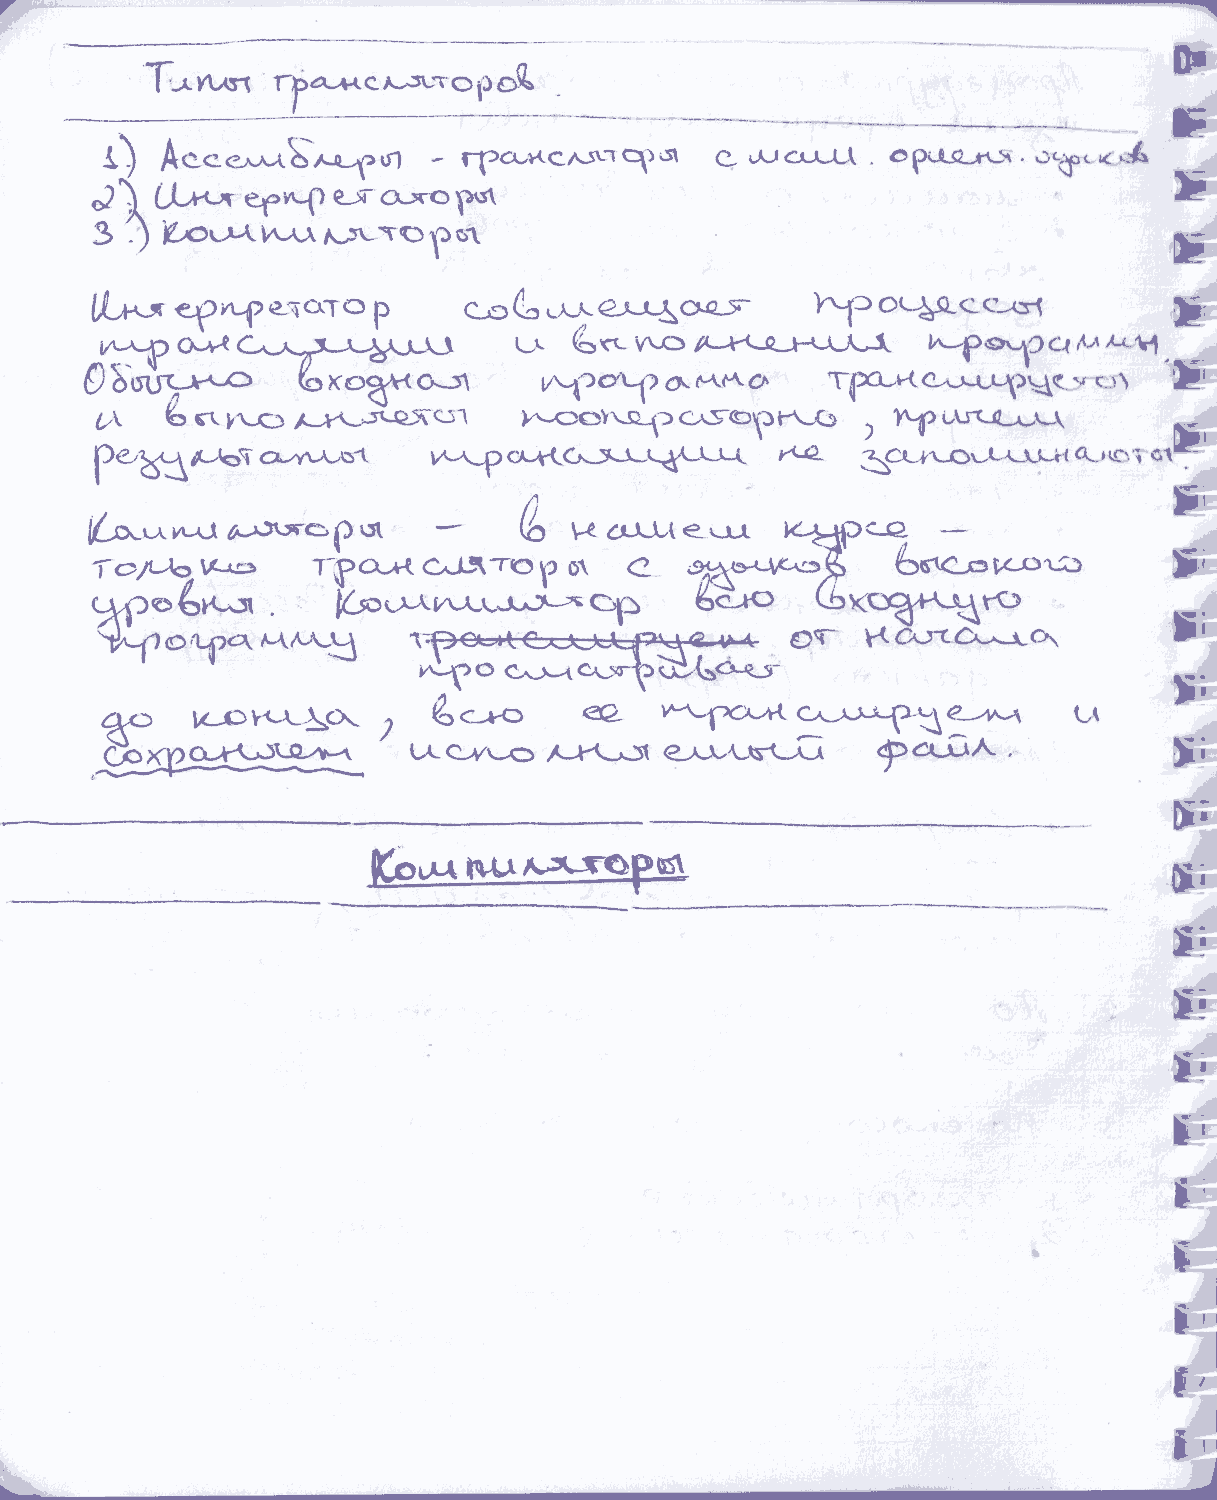 Типы трансляторов.
1) Ассемблеры - трансляторы с маш. ориент. языков
2) Интерпретаторы
3) Компиляторы
Интерпретатор совмещает процессы
трансляции и выполнения программы.
Обычно входная программа транслируется
и выполняется пооператорно, причем
результаты трансляции не запоминаются.
Компиляторы - в нашем курсе -
только трансляторы с языков высокого
уровня. Компилятор всю входную
программу транслирует от начала
просматривает
до конца, всю ее транслирует и
сохраняет исполняемый файл.
Компиляторы